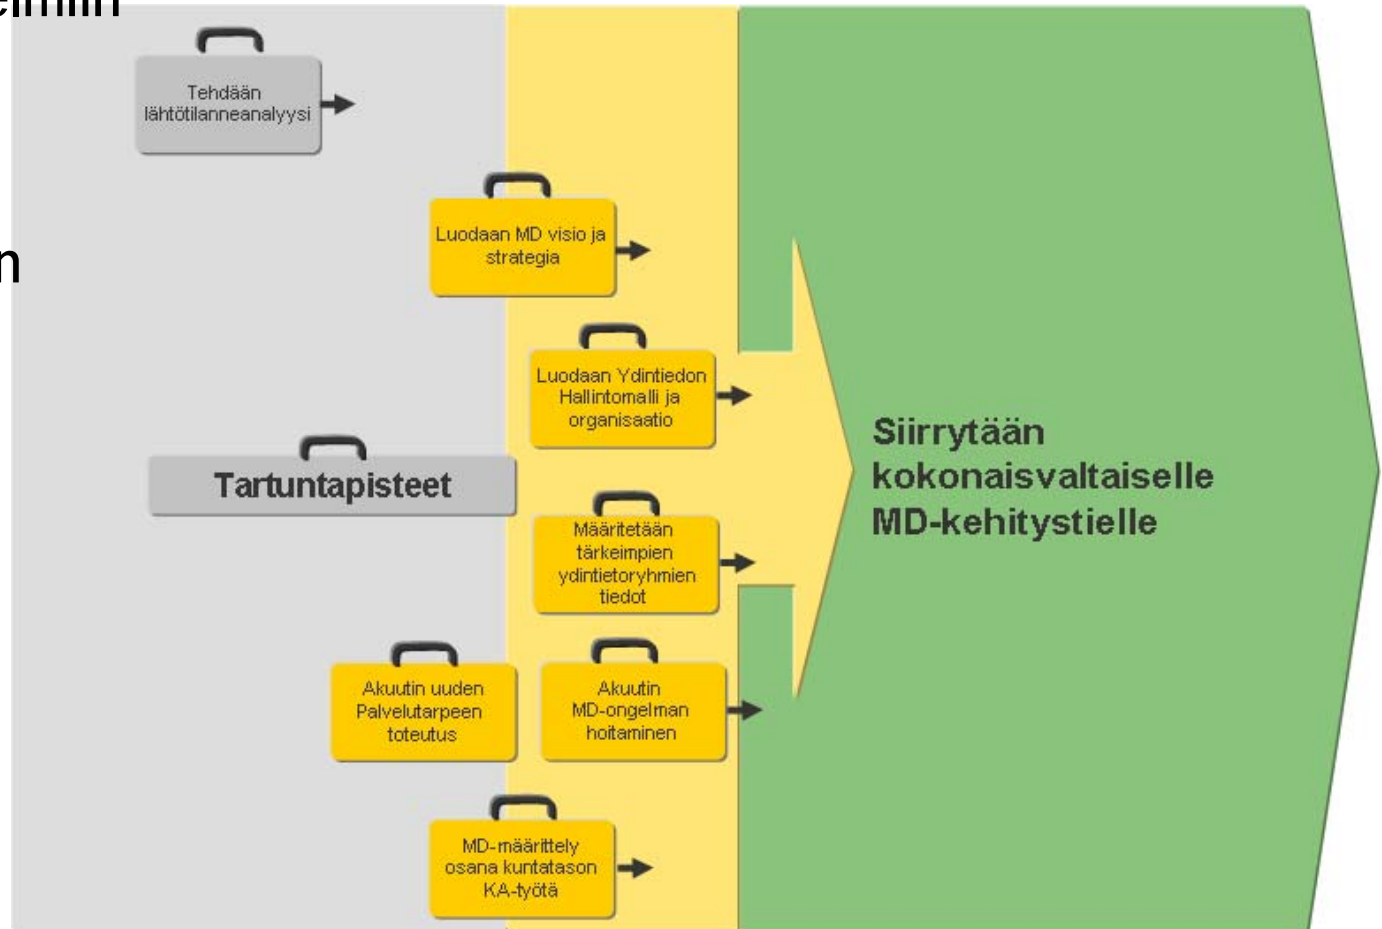 Tehdään
lähtötilanneanalyysi
Luodaan MD visio ja
strategia
Luodaan Ydintiedon
Hallintomalli ja
organisaatio
Tartuntapisteet
Määritetään
tärkeimpien
ydintietoryhmien
tiedot
Akuutin uuden
Palvelutarpeen
toteutus
Akuutin
MD-ongelman
hoitaminen
MD-määrittely
osana kuntatason
KA-työtä
Siirrytään
kokonaisvaltaiselle
MD-kehitystielle